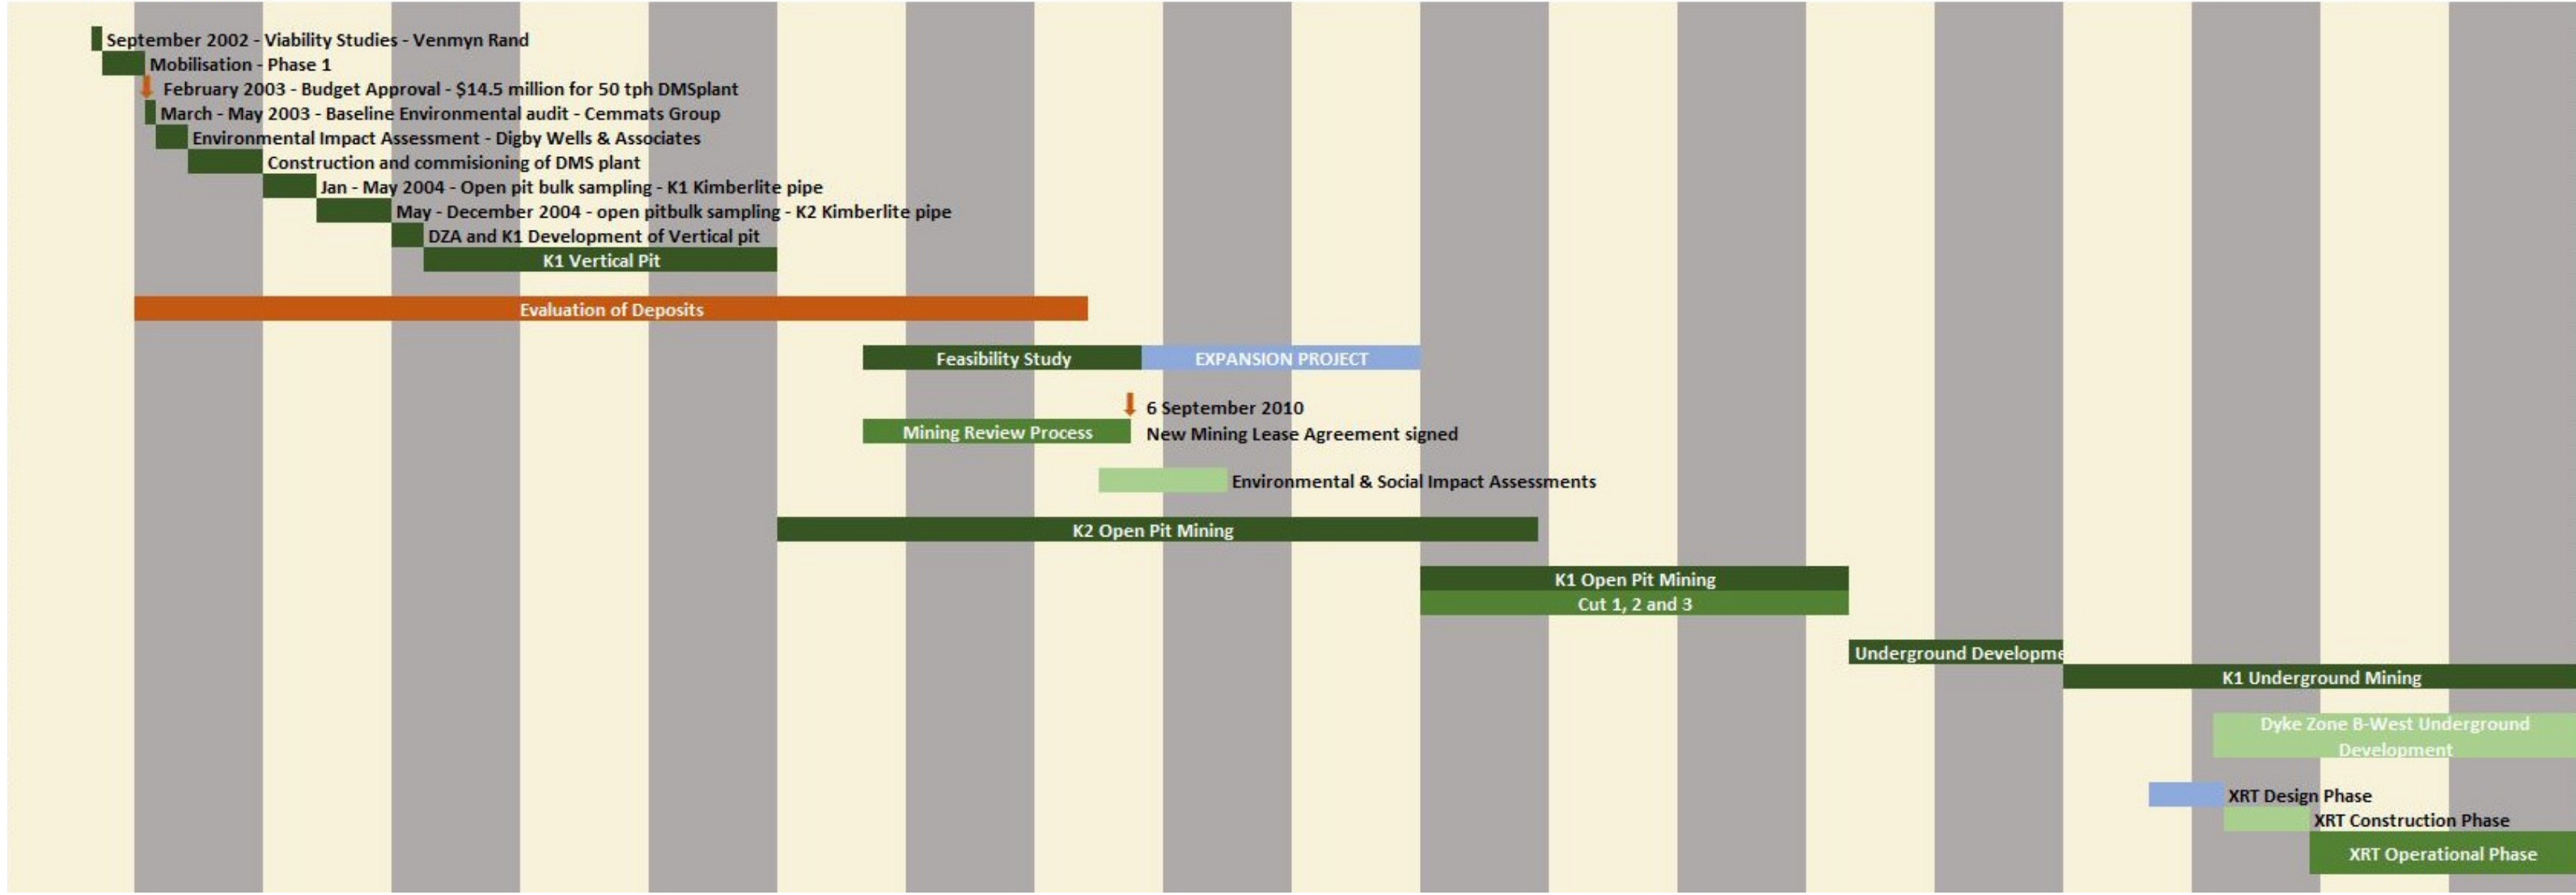 September 2002 - Viability Studies - Venmyn Rand
Mobilisation - Phase 1
February 2003 - Budget Approval - $14.5 million for 50 tph DMSplant
March - May 2003 - Baseline Environmental audit - Cemmats Group
Environmental Impact Assessment - Digby Wells & Associates
Construction and commisioning of DMS plant
Jan - May 2004 - Open pit bulk sampling - K1 Kimberlite pipe
May - December 2004 - open pitbulk sampling - K2 Kimberlite pipe
DZA and K1 Development of Vertical pit
K1 Vertical Pit
Evaluation of Deposits
Feasibility Study
EXPANSION PROJECT
6 September 2010
Mining Review Process
New Mining Lease Agreement signed
Environmental & Social Impact Assessments
K2 Open Pit Mining
K1 Open Pit Mining
Cut 1, 2 and 3
Underground Developme
K1 Underground Mining
Dyke Zone B-West Underground
Development
XRT Design Phase
XRT Construction Phase
XRT Operational Phase